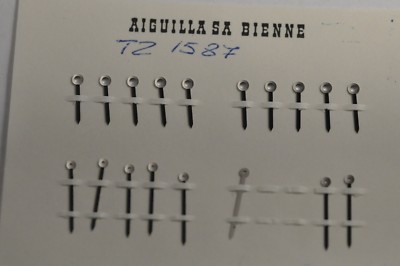 AIGUILLA SA BIENNE
TZ 1587